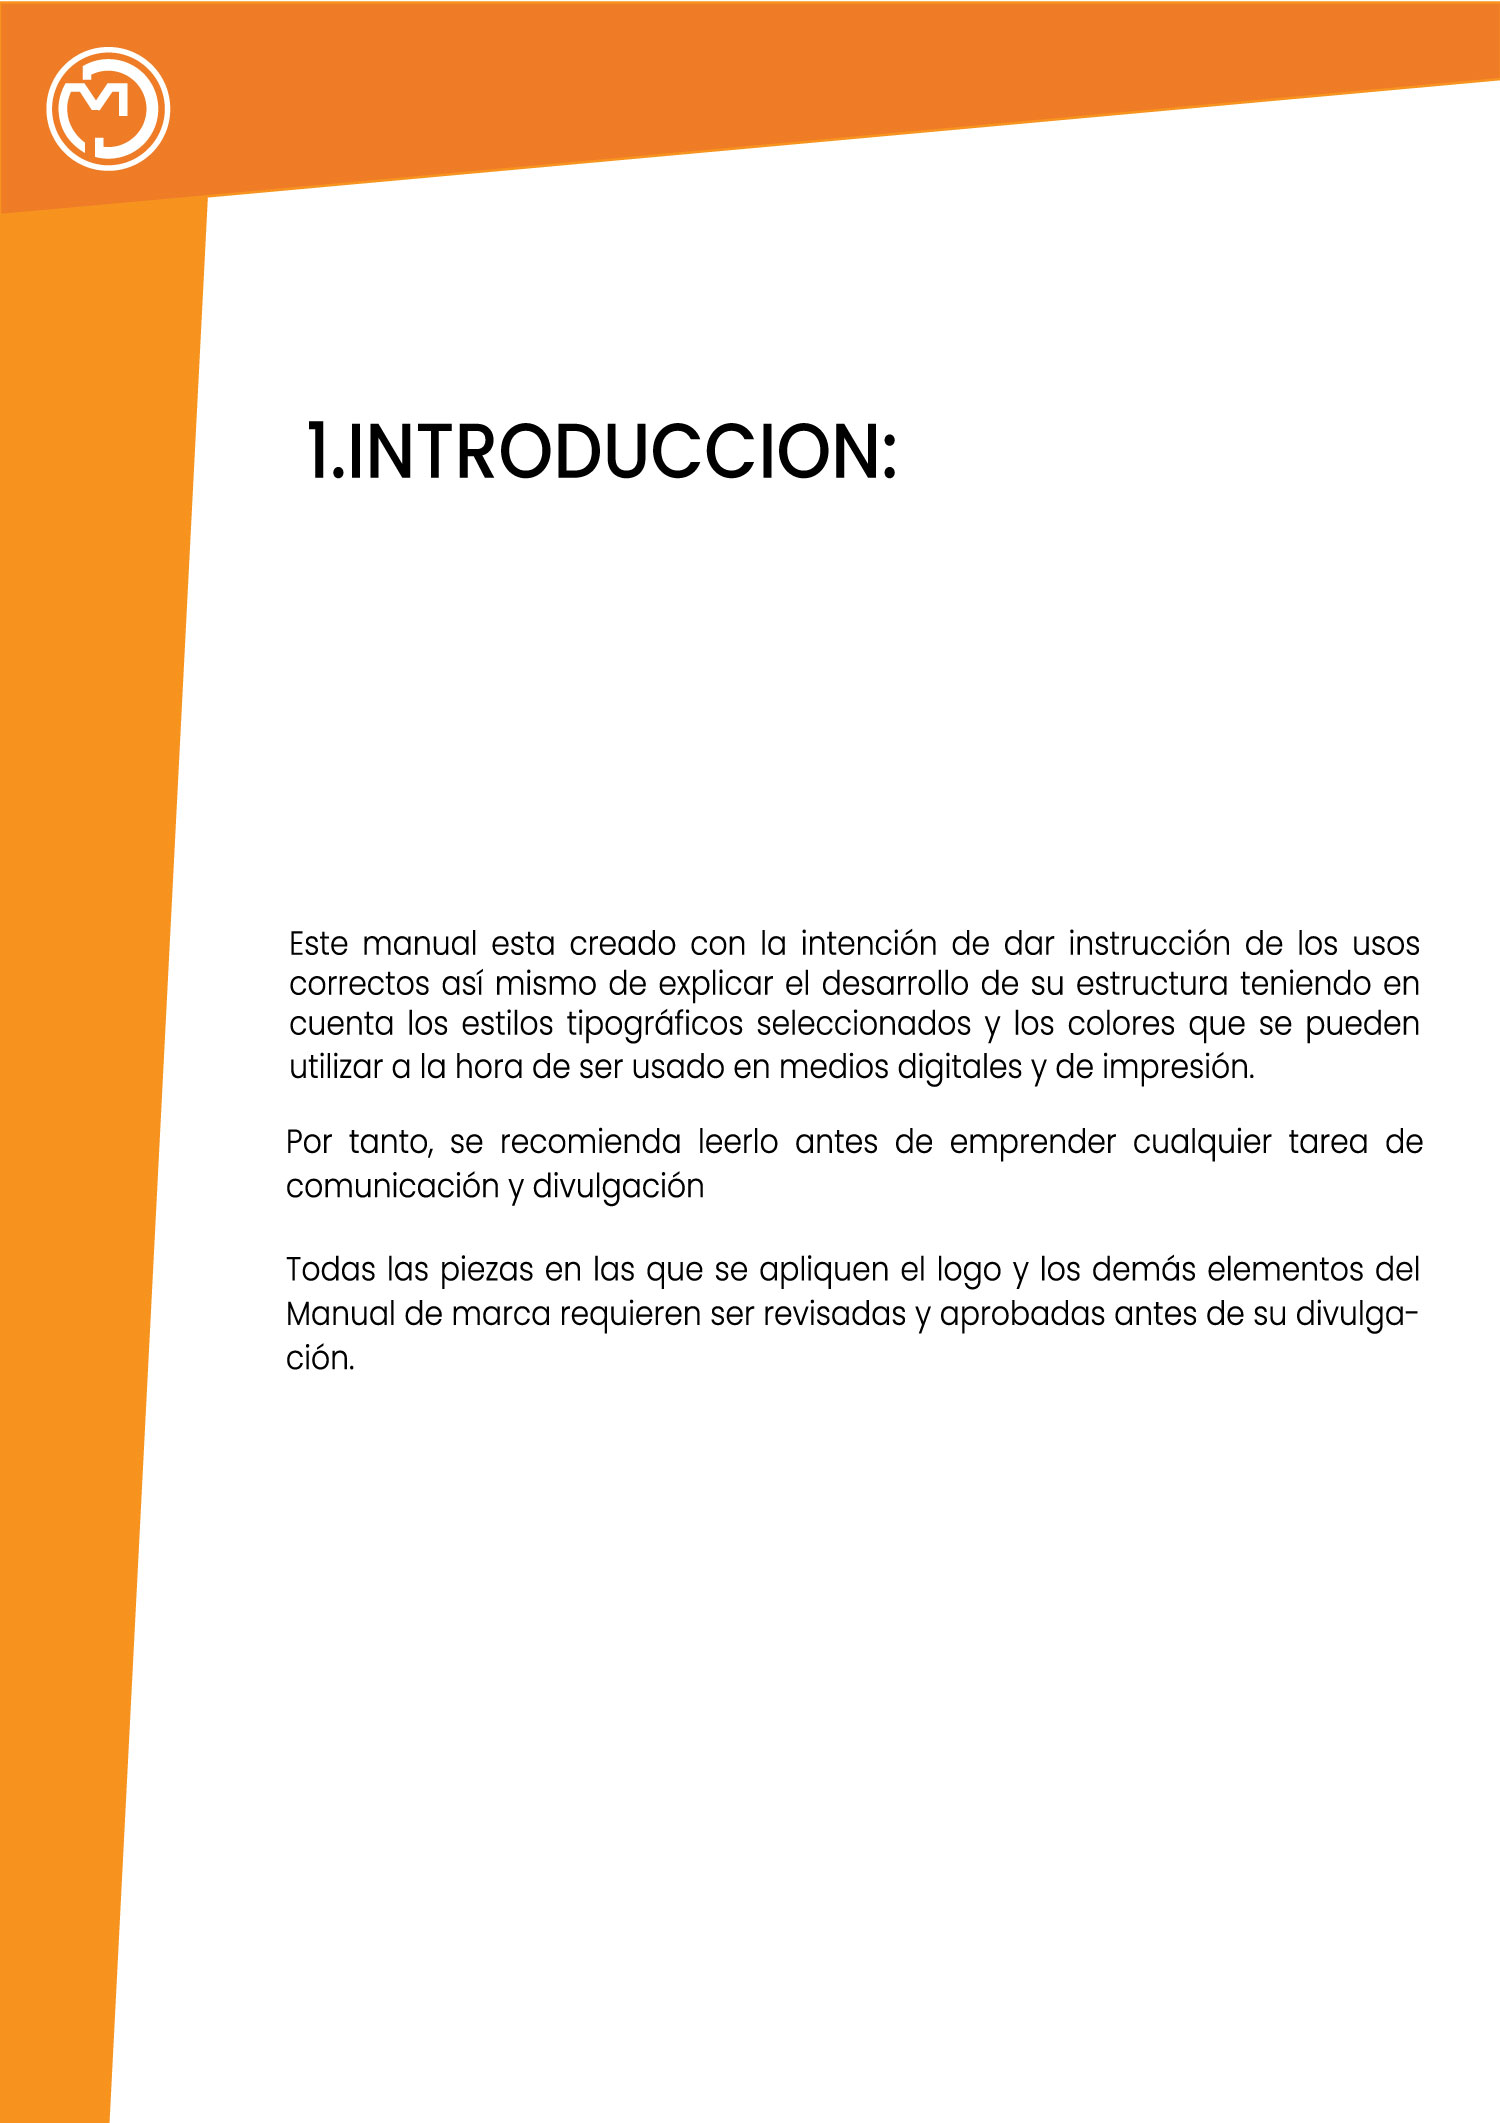 1.INTRODUCCION:
Este manual esta creado con la intención de dar instrucción de los usos
correctos así mismo de explicar el desarrollo de su estructura teniendo en
cuenta los estilos tipográficos seleccionados y los colores que se pueden
utilizar a la hora de ser usado en medios digitales y de impresión.
Por tanto, se recomienda leerlo antes de emprender cualquier tarea de
comunicación y divulgación
Todas las piezas en las que se apliquen el logo y los demás elementos del
Manual de marca requieren ser revisadas y aprobadas antes de su divulga-
ción.